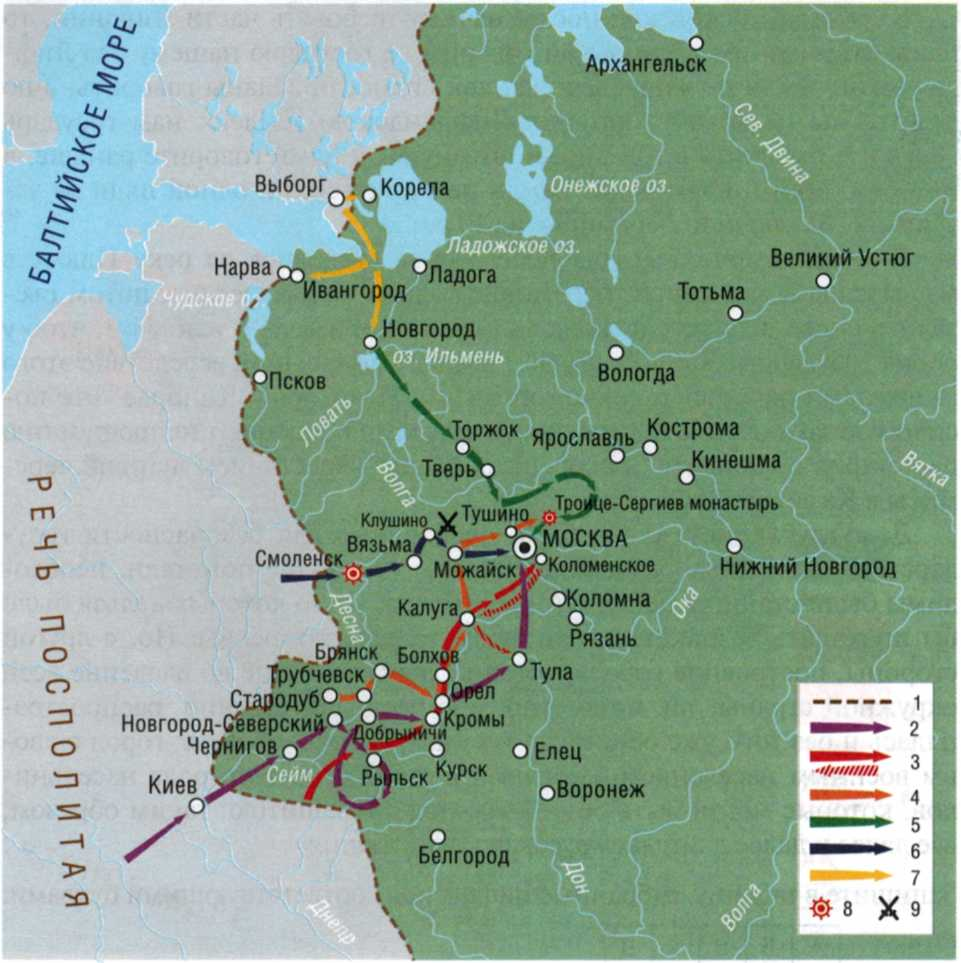 БАЛТИЙСКОЕ МОРЕ
Архангельск
Сев. Двина
Выборг
Корела
Онежское оз.
Ладожское оз.
Нарва
Ивангород
Ладога
Великий Устюг
Чудское о
Тотьма
Новгород
оз. Ильмень
Вологда
Псков
Ловать
Торжок
Ярославль
Кострома
Тверь
Волга
Кинешма
Вятка
Клушино
Тушино
Троице-Сергиев монастырь
Вязьма
МОСКВА
Смоленск
Можайск
Коломенское
Нижний Новгород
Десна
Калуга
Коломна
Ока
Рязань
РЕЧЬ ПОСПОЛИТАЯ
Брянск
Болхов
Тула
Трубчевск
Стародуб
Орел
Новгород-Северский
Кромы
Добрыничи
Чернигов
Сейм
Рыльск
Курск
Елец
Киев
Воронеж
Белгород
Дон
Днепр
Волга
1
2
3
4
5
6
7
8 9